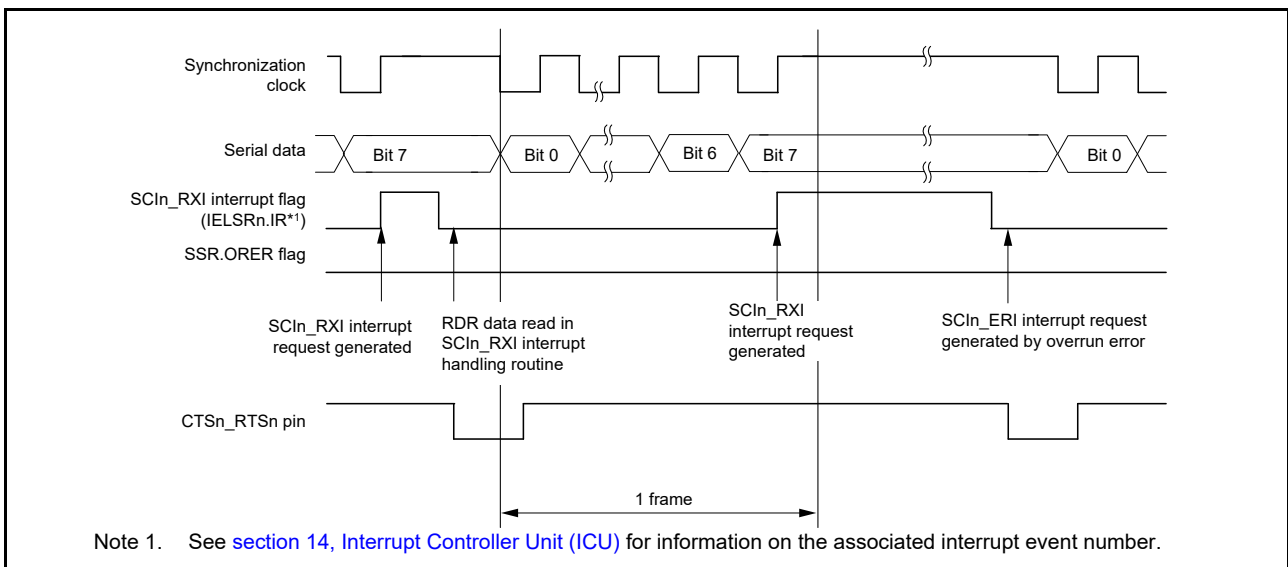 Synchronization
clock
Serial data
Bit 7
Bit 0
Bit 6
Bit 7
Bit 0
SCIn_RXI interrupt flag
(IELSRn.IR*1)
SSR.ORER flag
SCIn_RXI interrupt
request generated
RDR data read in
SCIn_RXI interrupt
handling routine
SCIn_RXI
interrupt request
generated
SCIn_ERI interrupt request
generated by overrun error
CTSn_RTSn pin
1 frame
Note 1. See section 14, Interrupt Controller Unit (ICU) for information on the associated interrupt event number.